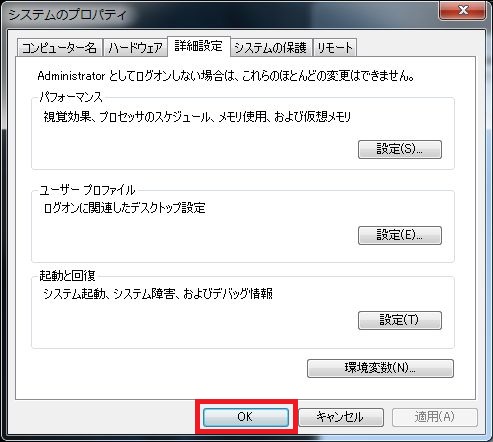 システムのプロパティ
コンピューター名 ハードウェア 詳細設定 システムの保護 リモート
Administrator としてログオンしない場合は、これらのほとんどの変更はできません。
パフォーマンス
視覚効果、プロセッサのスケジュール、メモリ使用、および仮想メモリ
設定(S)...
ユーザー プロファイル
ログオンに関連したデスクトップ設定
設定(E)...
起動と回復
システム起動、システム障害、およびデバッグ情報
設定(T)
環境変数(N)...
OK キャンセル 適用(A)